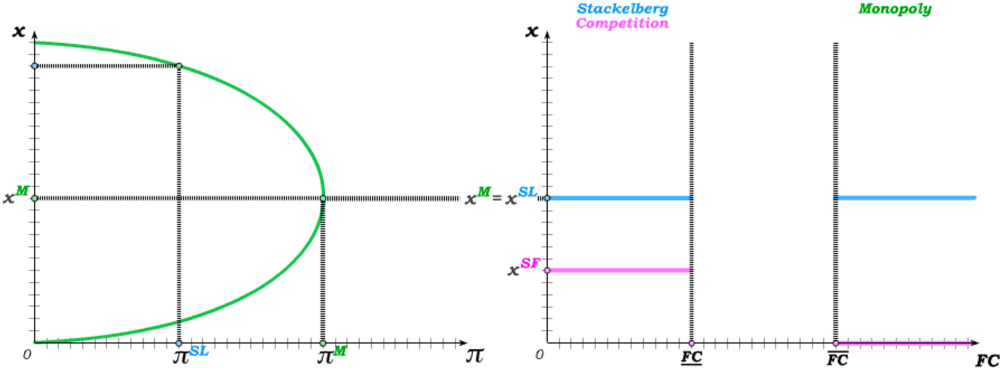 Stackelberg
Competition
Monopoly
x
x
x^M
x^M = x^SL
x^SF
0
π^SL
π^M
π
0
FC
FC
FC